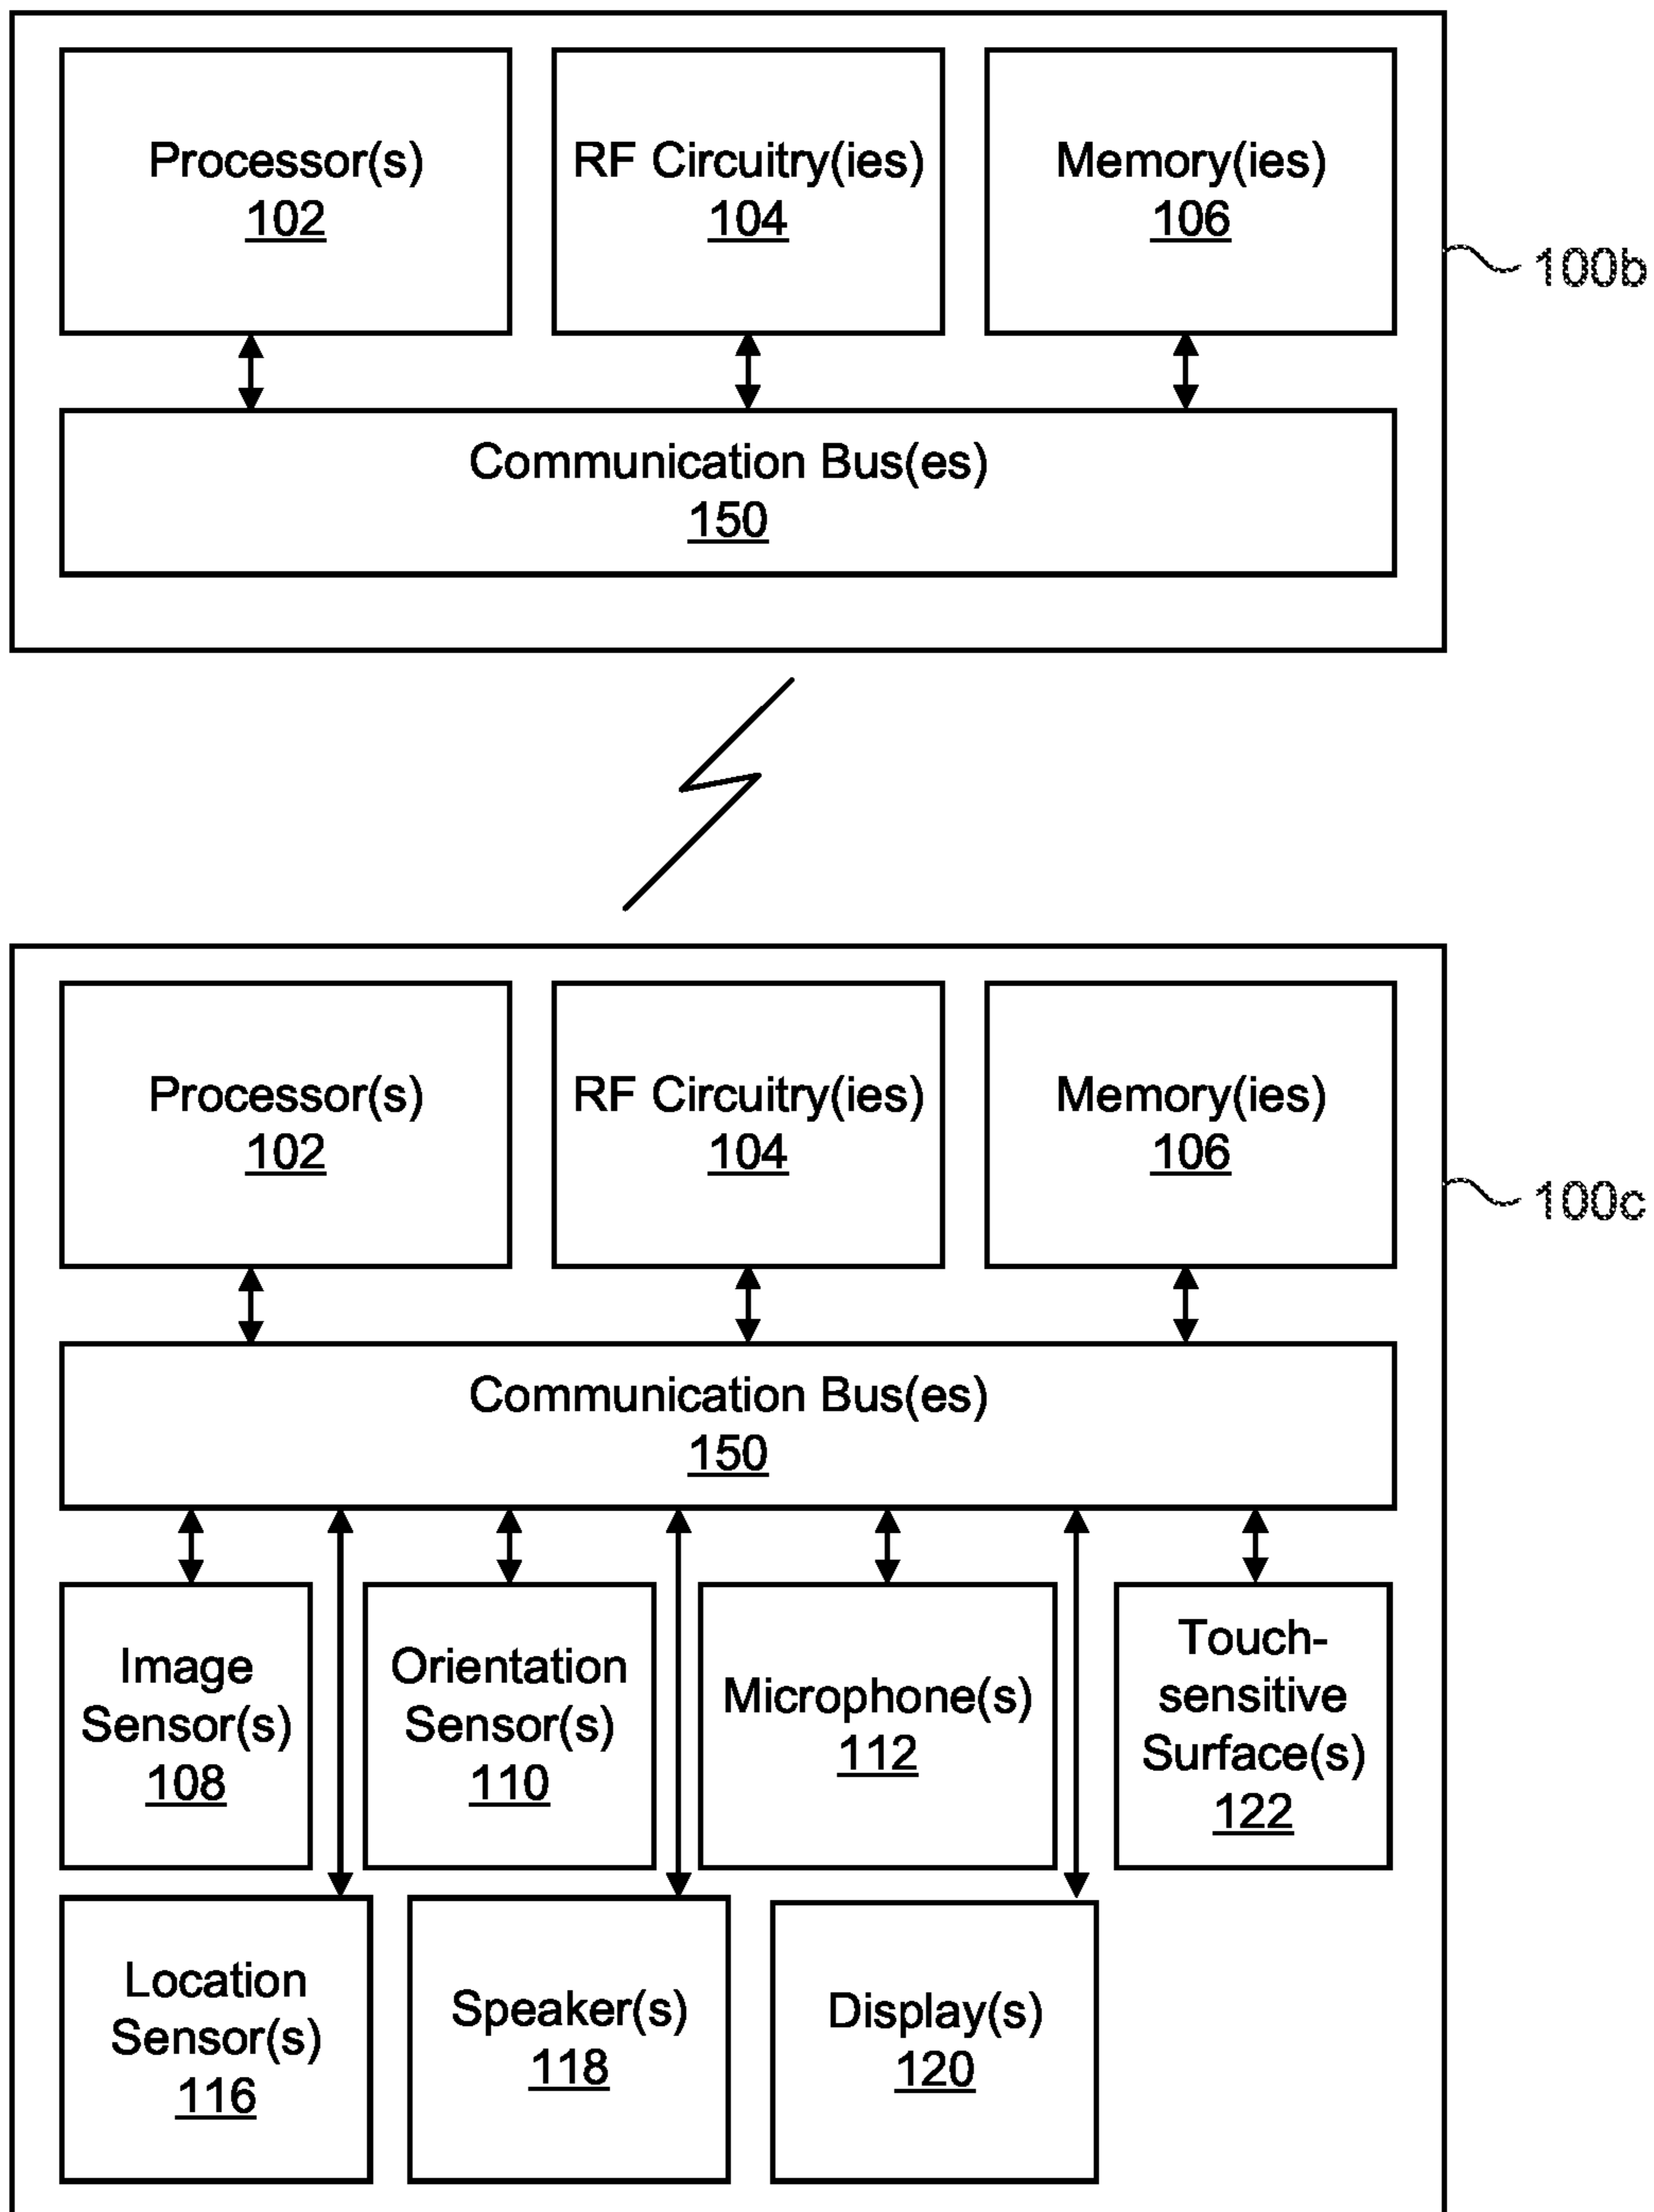 Processor(s)
102
RF Circuitry(ies)
104
Memory(ies)
106
100b
Communication Bus(es)
150
Processor(s)
102
RF Circuitry(ies)
104
Memory(ies)
106
100c
Communication Bus(es)
150
Image
Sensor(s)
108
Orientation
Sensor(s)
110
Microphone(s)
112
Touch-
sensitive
Surface(s)
122
Location
Sensor(s)
116
Speaker(s)
118
Display(s)
120